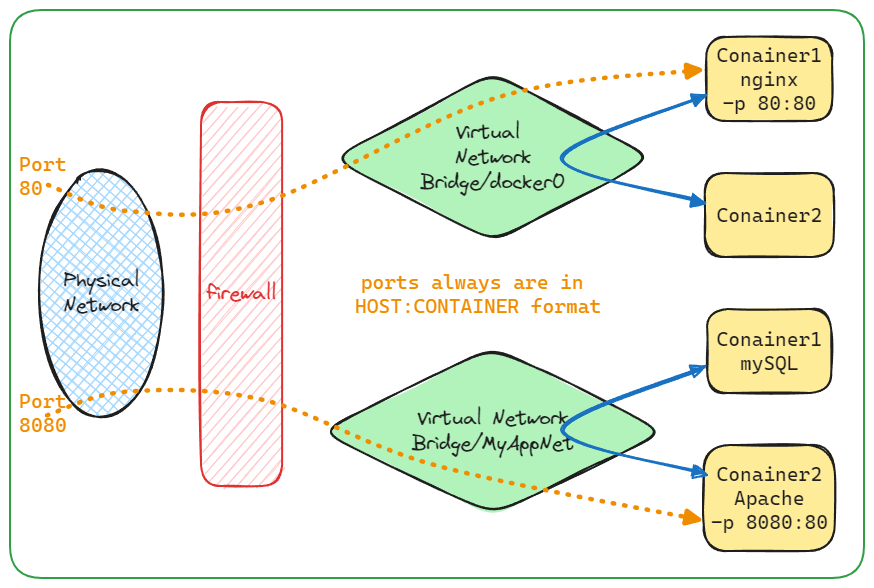 Port
80
Physical
Network
Port
8080
firewall
Virtual
Network
Bridge/docker0
ports always are in
HOST:CONTAINER format
Virtual Network
Bridge/MyAppNet
Conainer1
nginx
-p 80:80
Conainer2
Conainer1
mySQL
Conainer2
Apache
-p 8080:80